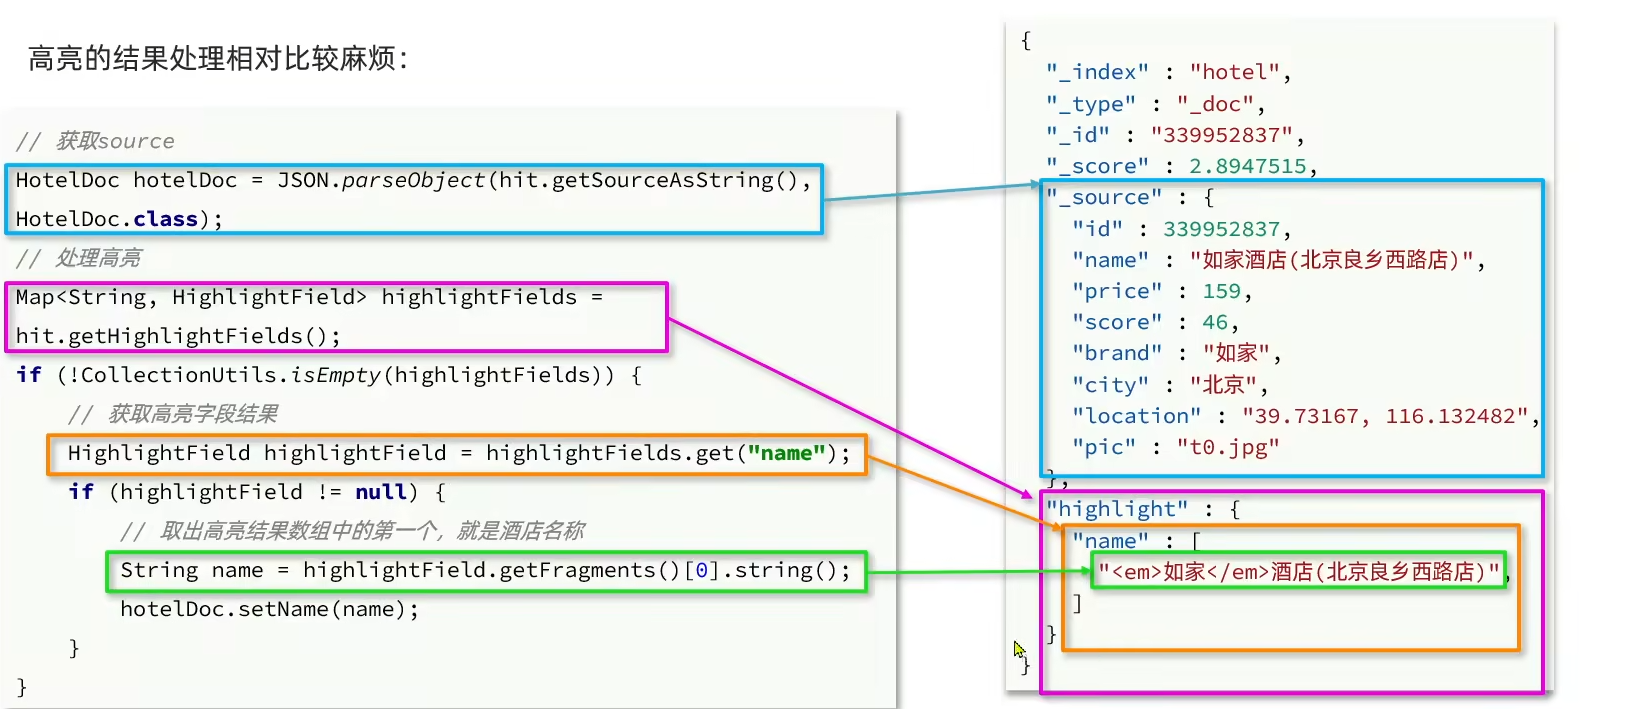 高亮的结果处理相对比较麻烦：
// 获取source
HotelDoc hotelDoc = JSON.parseObject(hit.getSourceAsString(),
HotelDoc.class);
// 处理高亮
Map<String, HighlightField> highlightFields =
hit.getHighlightFields();
if (!CollectionUtils.isEmpty(highlightFields)) {
// 获取高亮字段结果
HighlightField highlightField = highlightFields.get("name");
if (highlightField != null) {
// 取出高亮结果数组中的第一个，就是酒店名称
String name = highlightField.getFragments()[0].string();
hotelDoc.setName(name);
}
}
{
"_index" : "hotel",
"_type" : "_doc",
"_id" : "339952837",
"_score" : 2.8947515,
"_source" : {
"id" : 339952837,
"name" : "如家酒店(北京良乡西路店)",
"price" : 159,
"score" : 46,
"brand" : "如家",
"city" : "北京",
"location" : "39.73167, 116.132482",
"pic" : "t0.jpg"
},
"highlight" : {
"name" : [
"<em>如家</em>酒店(北京良乡西路店)",
]
}
}